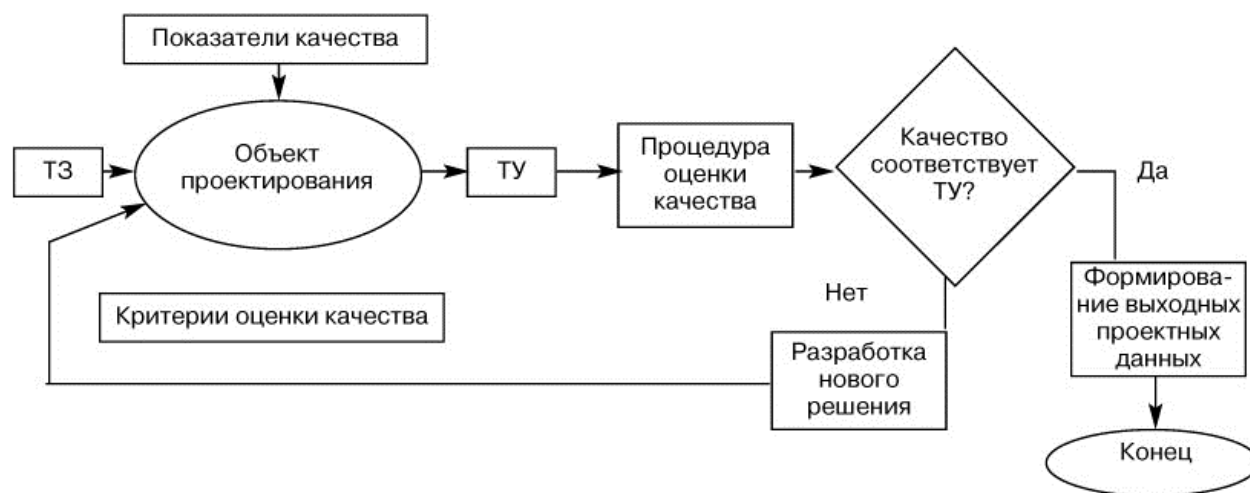 Показатели качества
ТЗ
Объект
проектирования
ТУ
Процедура
оценки
качества
Качество
соответствует
ТУ?
Да
Нет
Критерии оценки качества
Разработка
нового
решения
Формирова-
ние выходных
проектных
данных
Конец